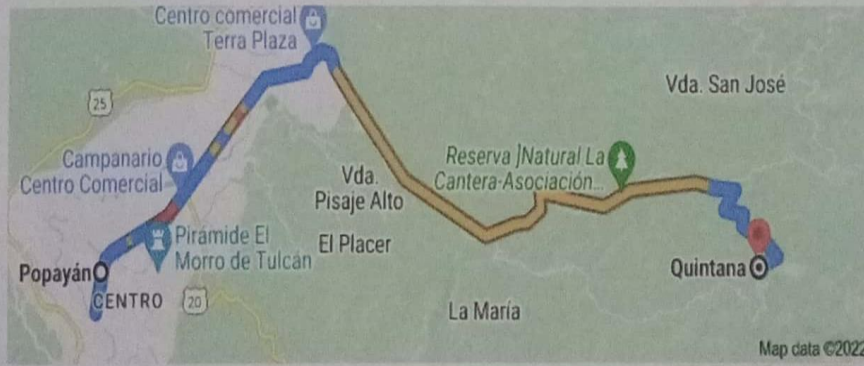 Centro comercial
Terra Plaza
Vda. San José
25
Campanario
Centro Comercial
Reserva ]Natural La
Cantera-Asociación...
Vda.
Pisaje Alto
Pirámide El
Morro de Tulcán
El Placer
Popayán
Quintana
CENTRO
20
La María
Map data ©2022